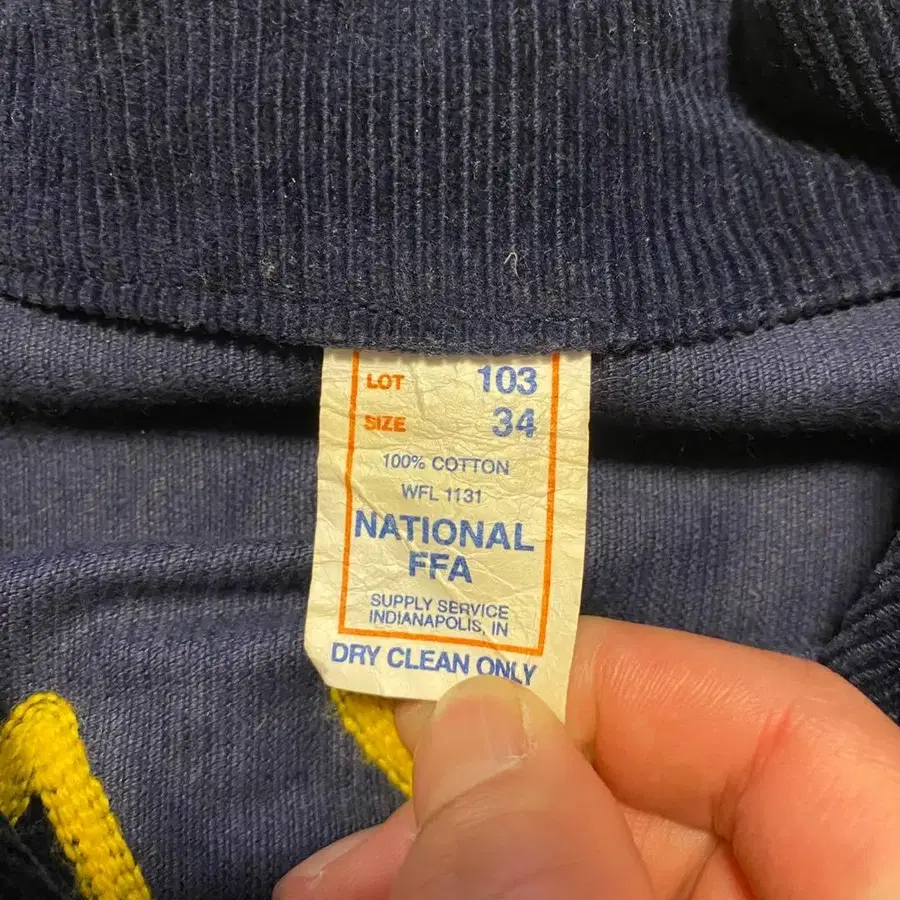 LOT 103
SIZE 34
100% COTTON
WFL 1131
NATIONAL
FFA
SUPPLY SERVICE
INDIANAPOLIS, IN
DRY CLEAN ONLY